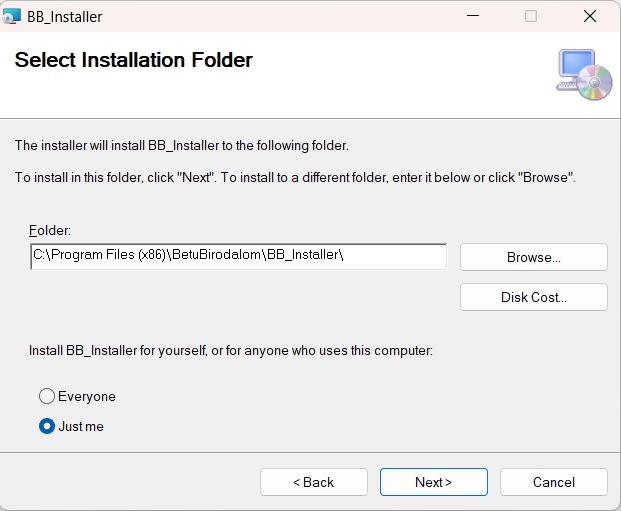 BB_Installer
Select Installation Folder
The installer will install BB_Installer to the following folder.
To install in this folder, click "Next". To install to a different folder, enter it below or click "Browse".
Folder:
C:\Program Files (x86)\BetuBirodalom\BB_Installer\
Browse...
Disk Cost...
Install BB_Installer for yourself, or for anyone who uses this computer:
Everyone
Just me
< Back
Next >
Cancel